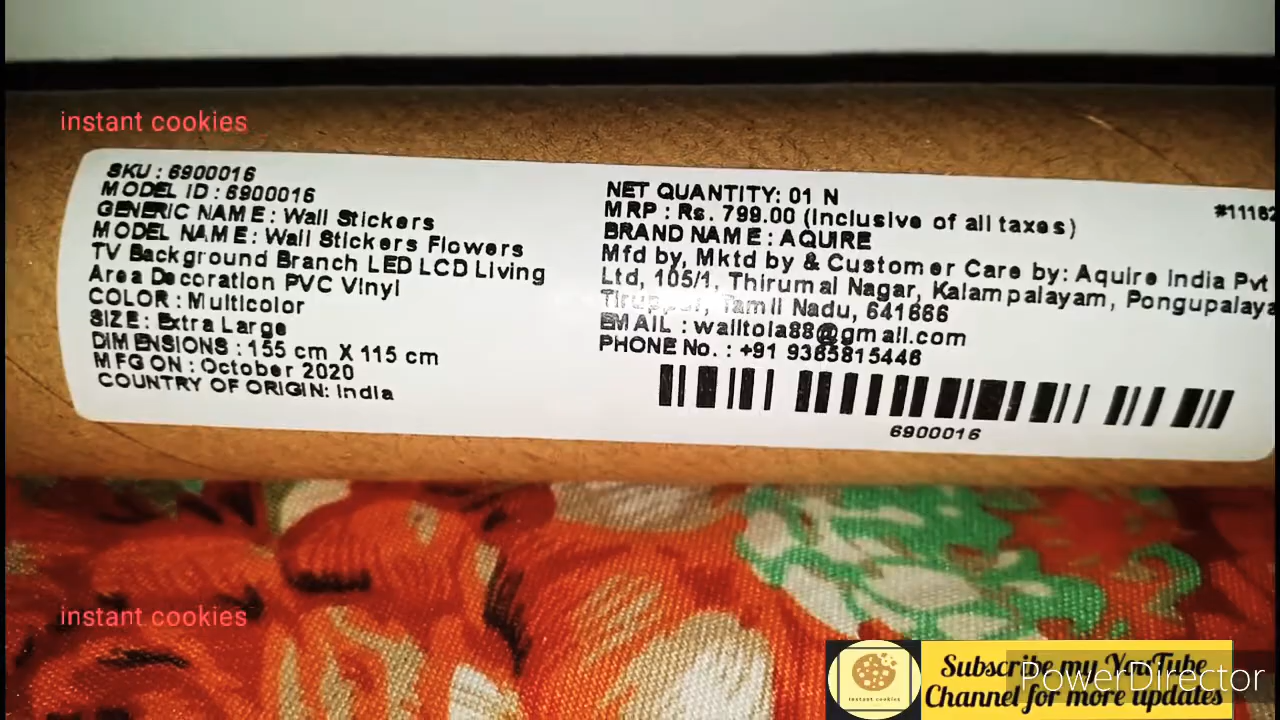 instant cookies
SKU : 6900016
MODEL ID : 6900016
GENERIC NAME : Wall Stickers
MODEL NAME : Wall Stickers Flowers
TV Background Branch LED LCD Living
Area Decoration PVC Vinyl
COLOR : Multicolor
SIZE : Extra Large
DIMENSIONS : 155 cm X 115 cm
MFG ON : October 2020
COUNTRY OF ORIGIN: India
NET QUANTITY: 01 N
#11162
MRP : Rs. 799.00 (Inclusive of all taxes)
BRAND NAME : AQUIRE
Mfd by, Mktd by & Customer Care by: Aquire India Pvt
Ltd, 105/1, Thirumal Nagar, Kalampalayam, Pongupalaya
Tiruppur, Tamil Nadu, 641666
EMAIL : walltola88@gmail.com
PHONE No. : +91 9365815446
6900016
instant cookies
instant cookies
Subscribe my YouTube
Channel for more updates
PowerDirector